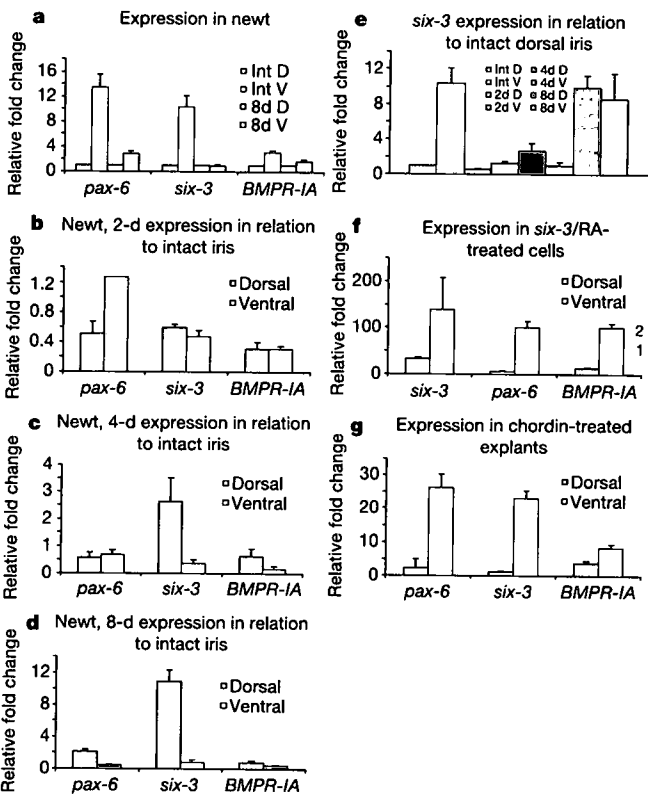 a Expression in newt
Relative fold change
16
12
8
4
0
Int D
Int V
8d D
8d V
pax-6 six-3 BMPR-IA
b Newt, 2-d expression in relation
to intact iris
Relative fold change
1.2
0.8
0.4
0
Dorsal
Ventral
pax-6 six-3 BMPR-IA
c Newt, 4-d expression in relation
to intact iris
Relative fold change
4
3
2
1
0
Dorsal
Ventral
pax-6 six-3 BMPR-IA
d Newt, 8-d expression in relation
to intact iris
Relative fold change
12
8
4
0
Dorsal
Ventral
pax-6 six-3 BMPR-IA
e six-3 expression in relation
to intact dorsal iris
Relative fold change
12
8
4
0
Int D 4d D
Int V 4d V
2d D 8d D
2d V 8d V
f Expression in six-3/RA-
treated cells
Relative fold change
200
100
0
Dorsal
Ventral
2
1
six-3 pax-6 BMPR-IA
g Expression in chordin-treated
explants
Relative fold change
30
20
10
0
Dorsal
Ventral
pax-6 six-3 BMPR-IA